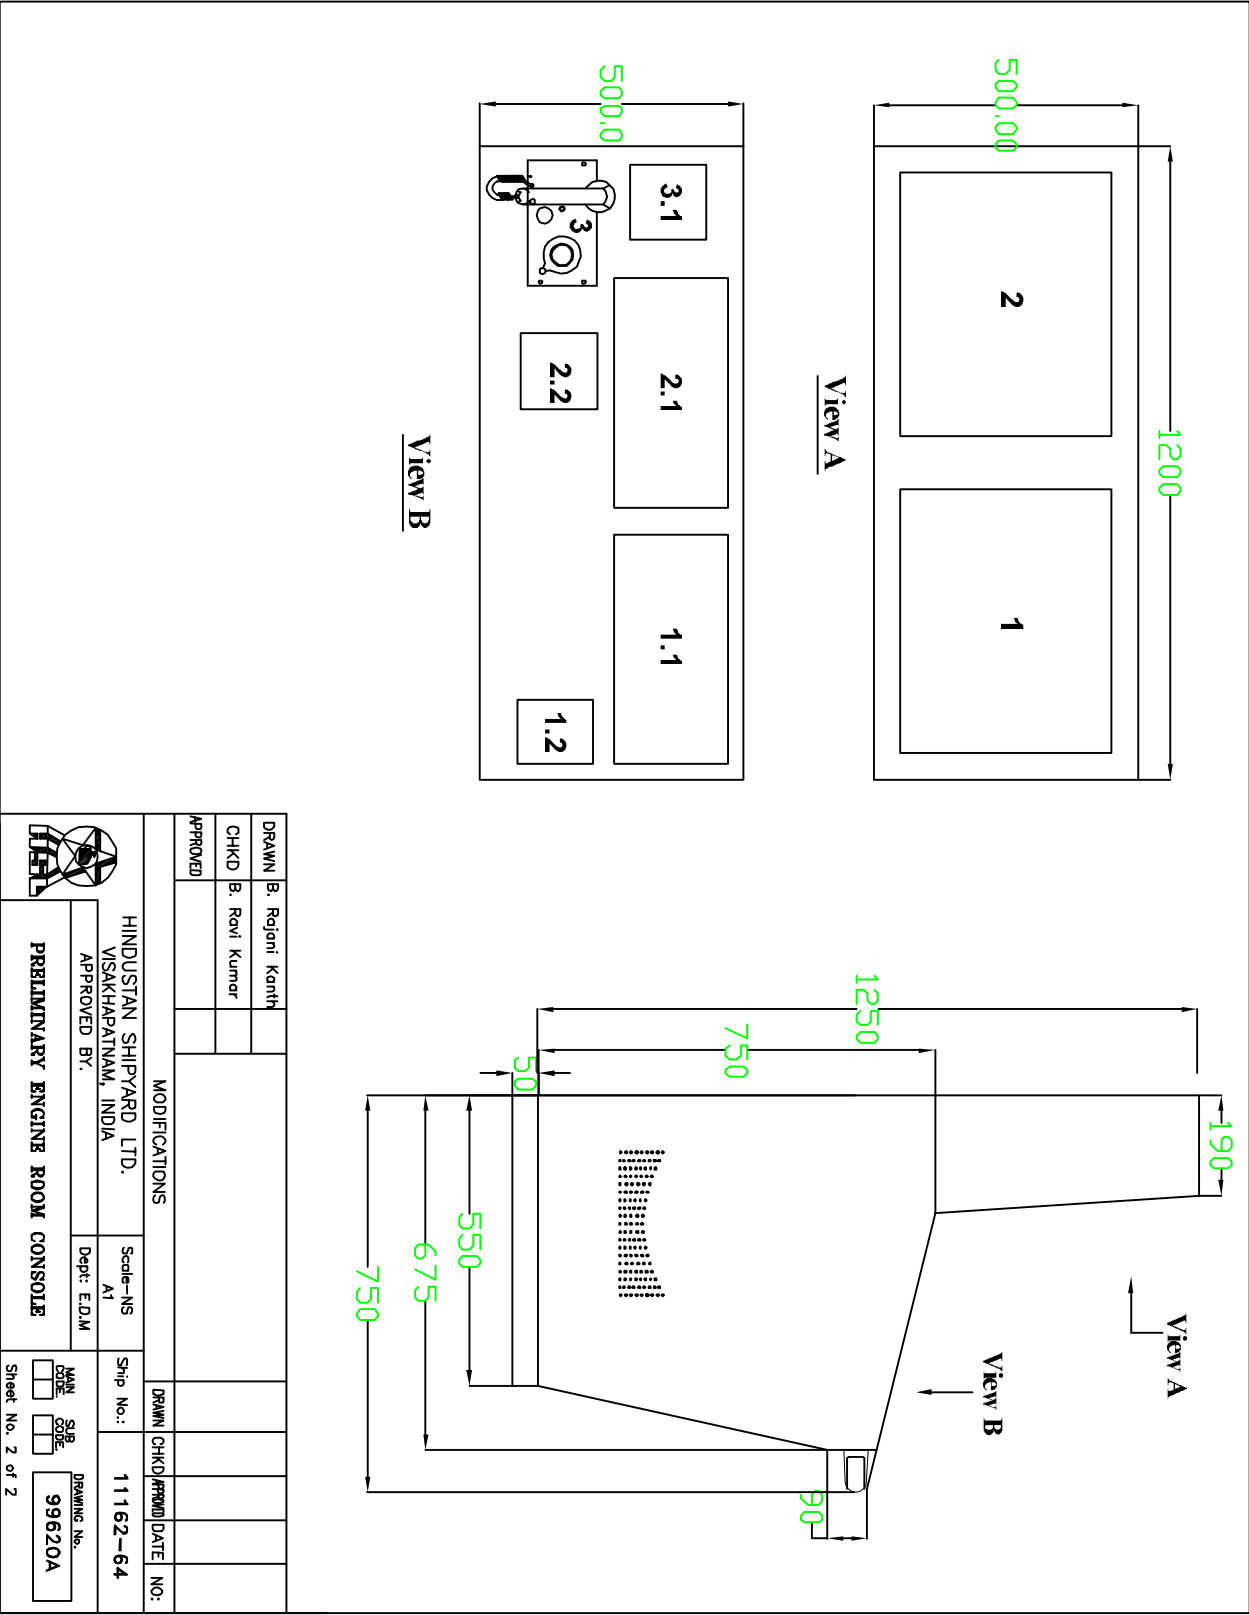 1200
500.00
2
1
View A
500.0
3.1
3
2.1
2.2
1.1
1.2
View B
190
View A
View B
1250
750
50
90
550
675
750
DRAWN B. Rajani Kanth
CHKD B. Ravi Kumar
APPROVED
MODIFICATIONS DRAWN CHKD APPROVED DATE NO:
HINDUSTAN SHIPYARD LTD.
VISAKHAPATNAM, INDIA
Scale-NS
A1
Ship No.: 11162-64
APPROVED BY.
Dept: E.D.M
PRELIMINARY ENGINE ROOM CONSOLE
MAIN CODE.
SUB CODE.
DRAWING No.
99620A
Sheet No. 2 of 2